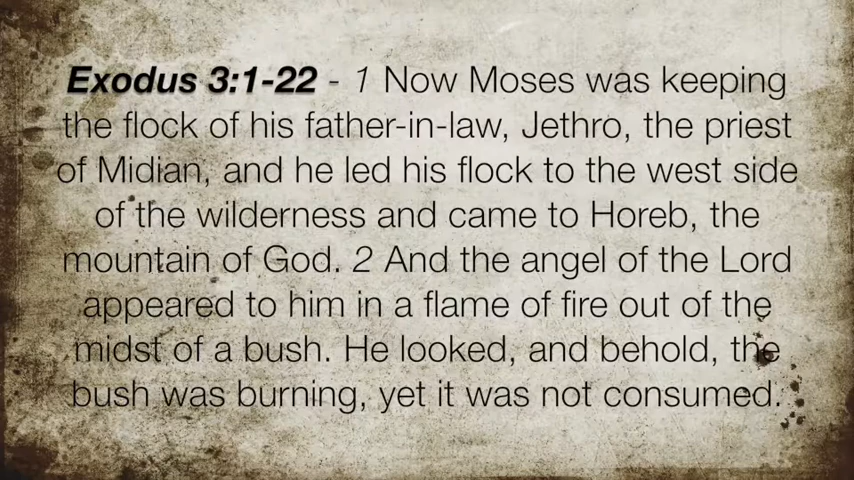 Exodus 3:1-22 - 1 Now Moses was keeping
the flock of his father-in-law, Jethro, the priest
of Midian, and he led his flock to the west side
of the wilderness and came to Horeb, the
mountain of God. 2 And the angel of the Lord
appeared to him in a flame of fire out of the
midst of a bush. He looked, and behold, the
bush was burning, yet it was not consumed.